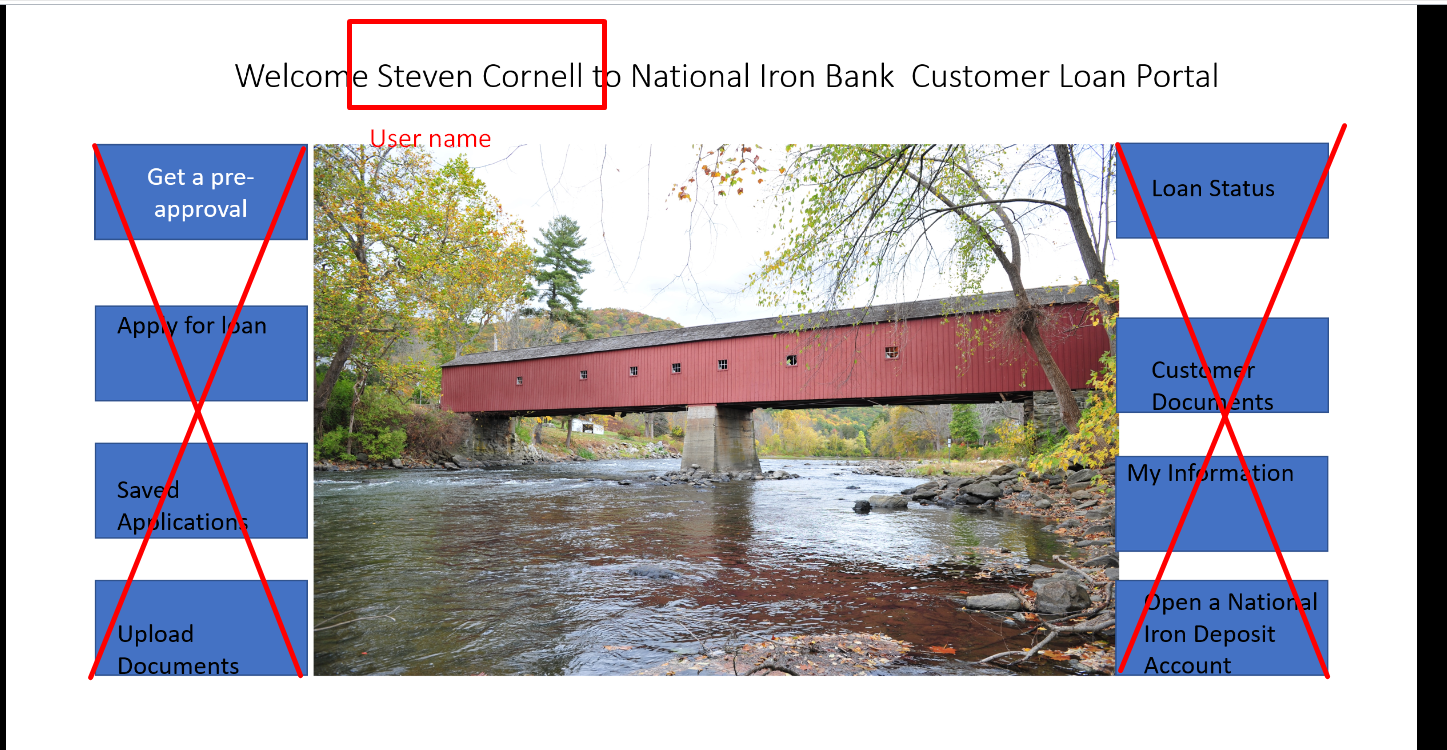 Welcome Steven Cornell to National Iron Bank  Customer Loan Portal
User name
Get a pre-
approval
Apply for loan
Saved
Applications
Upload
Documents
Loan Status
Customer
Documents
My Information
Open a National
Iron Deposit
Account